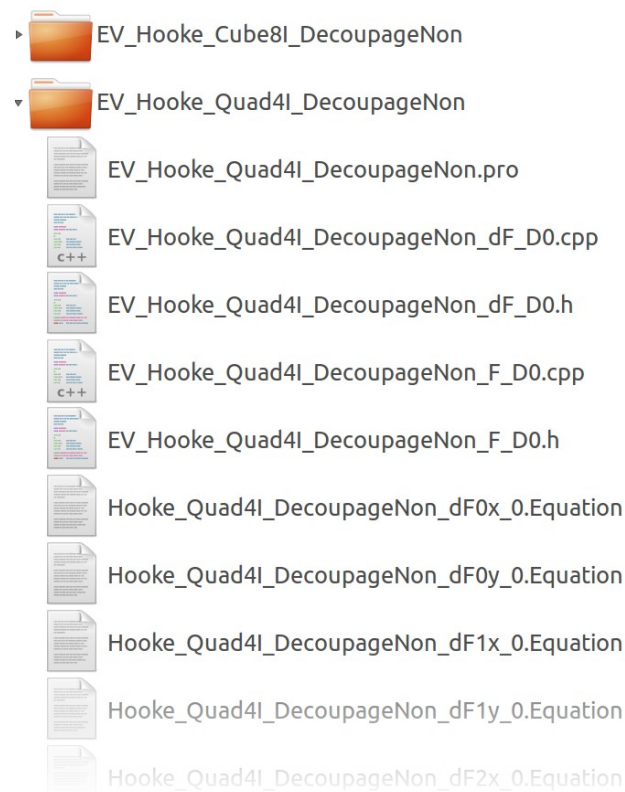 EV_Hooke_Cube8I_DecoupageNon
EV_Hooke_Quad4I_DecoupageNon
EV_Hooke_Quad4I_DecoupageNon.pro
EV_Hooke_Quad4I_DecoupageNon_dF_D0.cpp
C++
EV_Hooke_Quad4I_DecoupageNon_dF_D0.h
EV_Hooke_Quad4I_DecoupageNon_F_D0.cpp
C++
EV_Hooke_Quad4I_DecoupageNon_F_D0.h
Hooke_Quad4I_DecoupageNon_dF0x_0.Equation
Hooke_Quad4I_DecoupageNon_dF0y_0.Equation
Hooke_Quad4I_DecoupageNon_dF1x_0.Equation
Hooke_Quad4I_DecoupageNon_dF1y_0.Equation
Hooke_Quad4I_DecoupageNon_dF2x_0.Equation